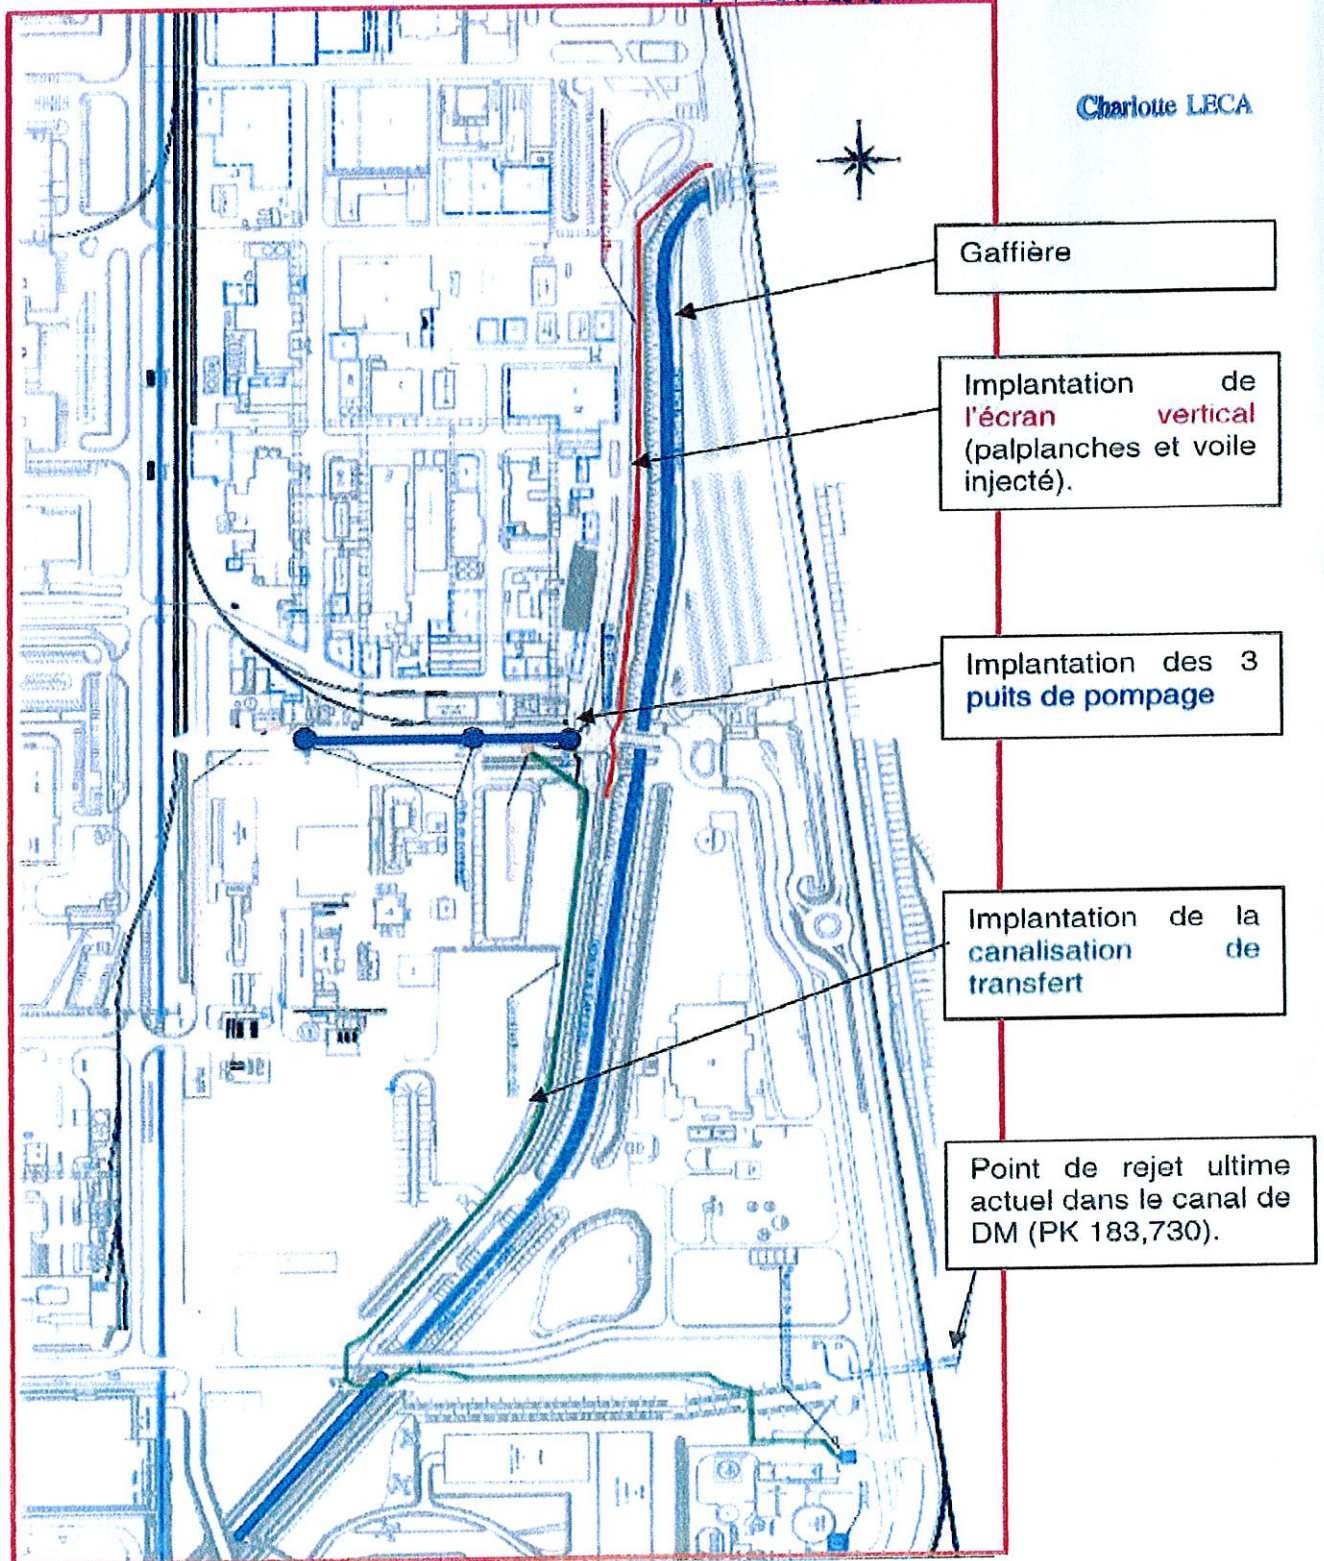 Charlotte LECA
Gaffière
Implantation de
l'écran vertical
(palplanches et voile
injecté).
Implantation des 3
puits de pompage
Implantation de la
canalisation de
transfert
Point de rejet ultime
actuel dans le canal de
DM (PK 183,730).